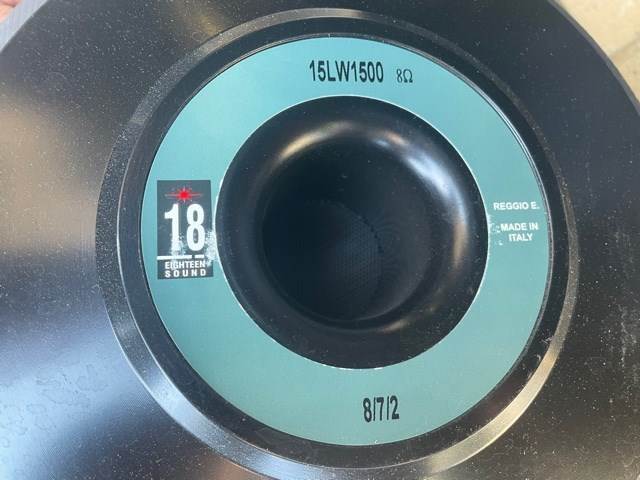 15LW1500 8Ω
18
EIGHTEEN
SOUND
REGGIO E.
MADE IN
ITALY
8/7/2